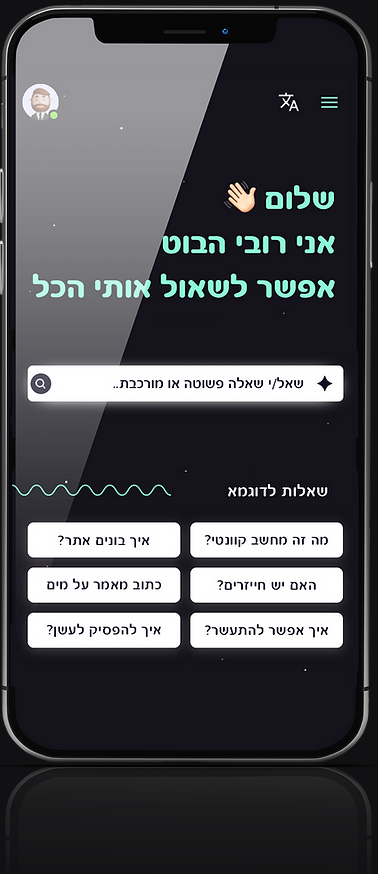 שלום 👋🏻
אני רובי הבוט
אפשר לשאול אותי הכל
שאל/י שאלה פשוטה או מורכבת..
שאלות לדוגמא
מה זה מחשב קוונטי?
איך בונים אתר?
האם יש חייזרים?
כתוב מאמר על מים
איך אפשר להתעשר?
איך להפסיק לעשן?